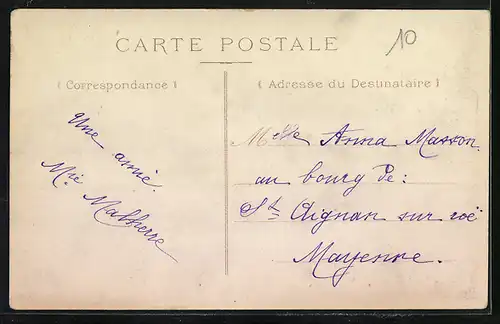 CARTE POSTALE
10
( Correspondance )
( Adresse du Destinataire )
Une amie
Mie Malherre
Melle Anna Masson
au bourg de :
St Aignan sur roë
Mayenne.